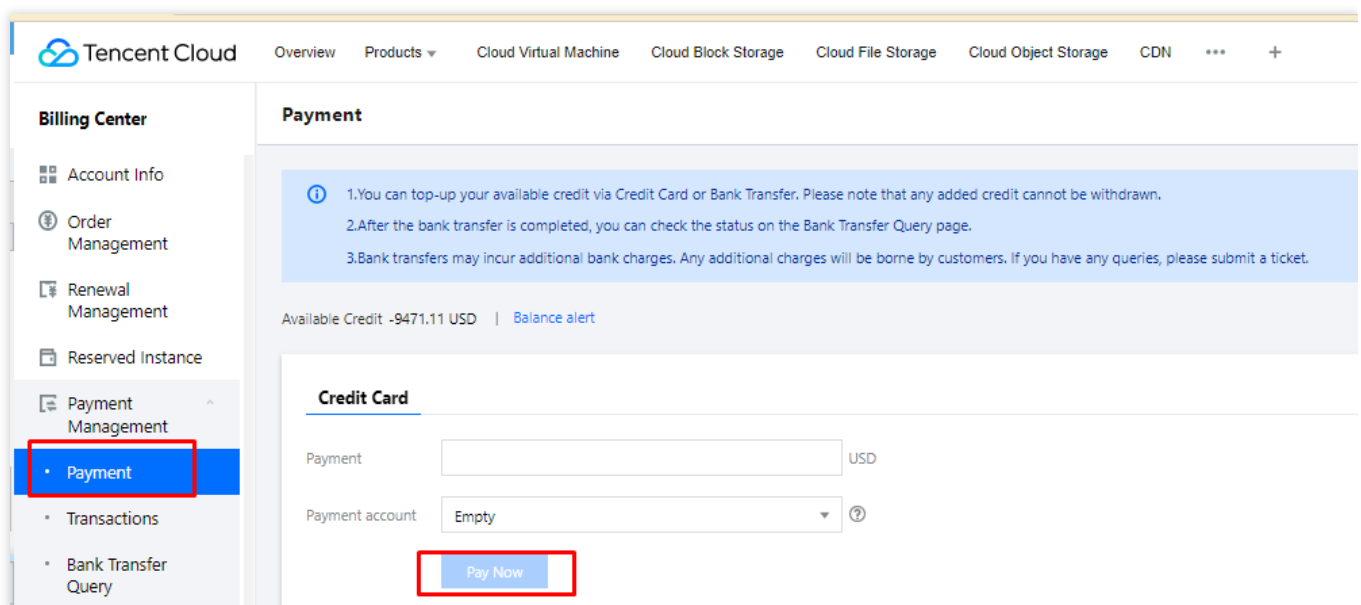 Tencent Cloud
Overview
Products
Cloud Virtual Machine
Cloud Block Storage
Cloud File Storage
Cloud Object Storage
CDN
Billing Center
Account Info
Order
Management
Renewal
Management
Reserved Instance
Payment
Management
Payment
Transactions
Bank Transfer
Query
Payment
1.You can top-up your available credit via Credit Card or Bank Transfer. Please note that any added credit cannot be withdrawn.
2.After the bank transfer is completed, you can check the status on the Bank Transfer Query page.
3.Bank transfers may incur additional bank charges. Any additional charges will be borne by customers. If you have any queries, please submit a ticket.
Available Credit -9471.11 USD | Balance alert
Credit Card
Payment
USD
Payment account
Empty
Pay Now